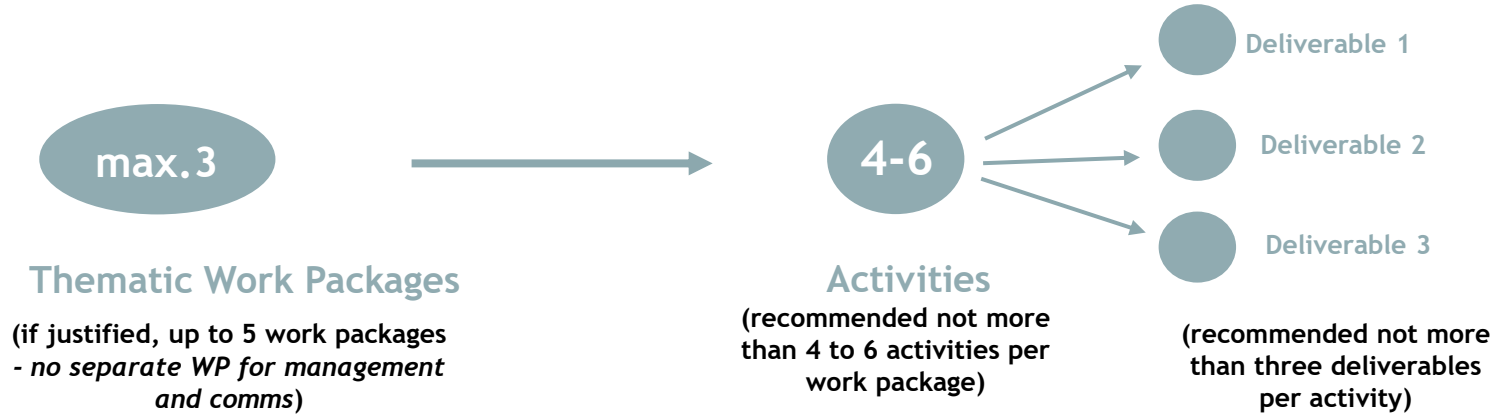 max.3
Thematic Work Packages
(if justified, up to 5 work packages
- no separate WP for management
and comms)
4-6
Activities
(recommended not more
than 4 to 6 activities per
work package)
Deliverable 1
Deliverable 2
Deliverable 3
(recommended not more
than three deliverables
per activity)